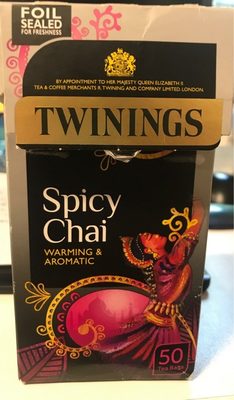 FOIL
SEALED
FOR FRESHNESS
BY APPOINTMENT TO HER MAJESTY QUEEN ELIZABETH II
TEA & COFFEE MERCHANTS R. TWINING AND COMPANY LIMITED. LONDON.
TWININGS
Spicy
Chai
WARMING &
AROMATIC
50
Tea Bags